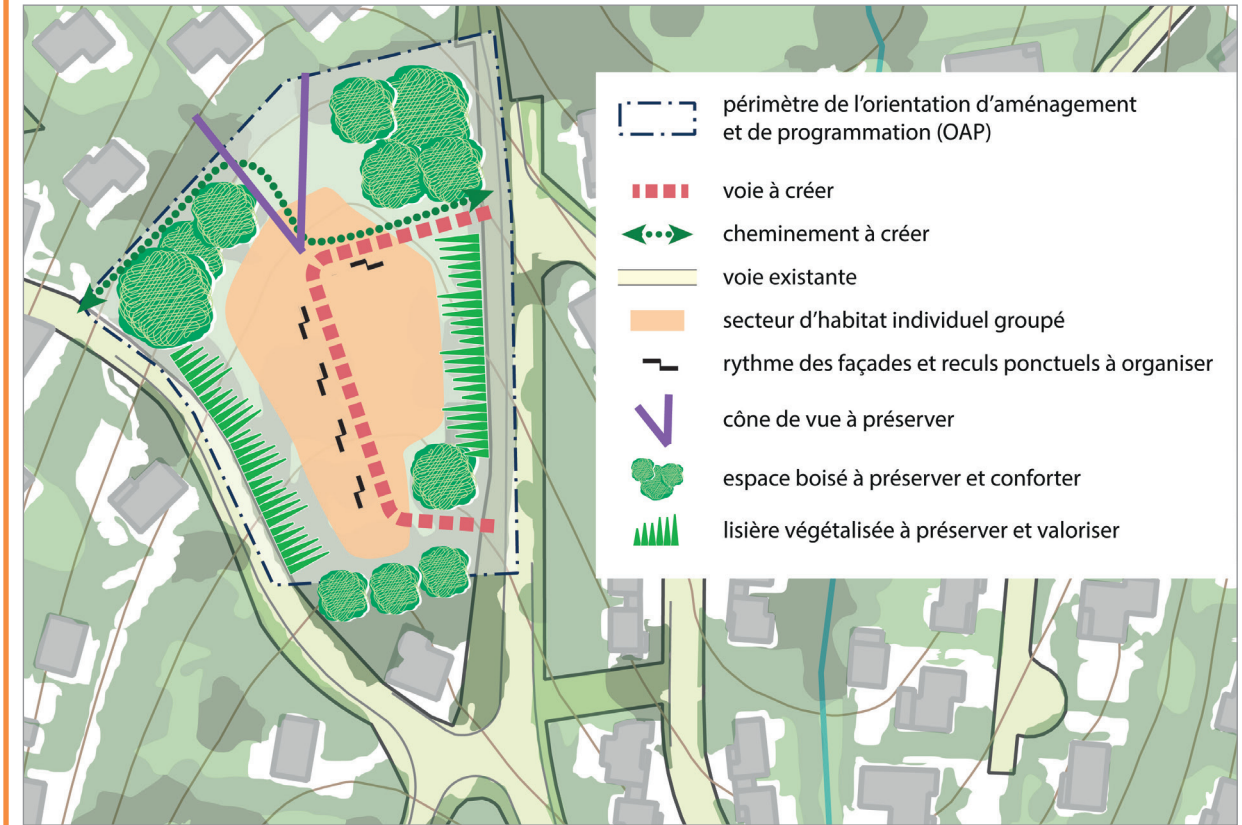 périmètre de l'orientation d'aménagement
et de programmation (OAP)
voie à créer
cheminement à créer
voie existante
secteur d'habitat individuel groupé
rythme des façades et reculs ponctuels à organiser
cône de vue à préserver
espace boisé à préserver et conforter
lisière végétalisée à préserver et valoriser